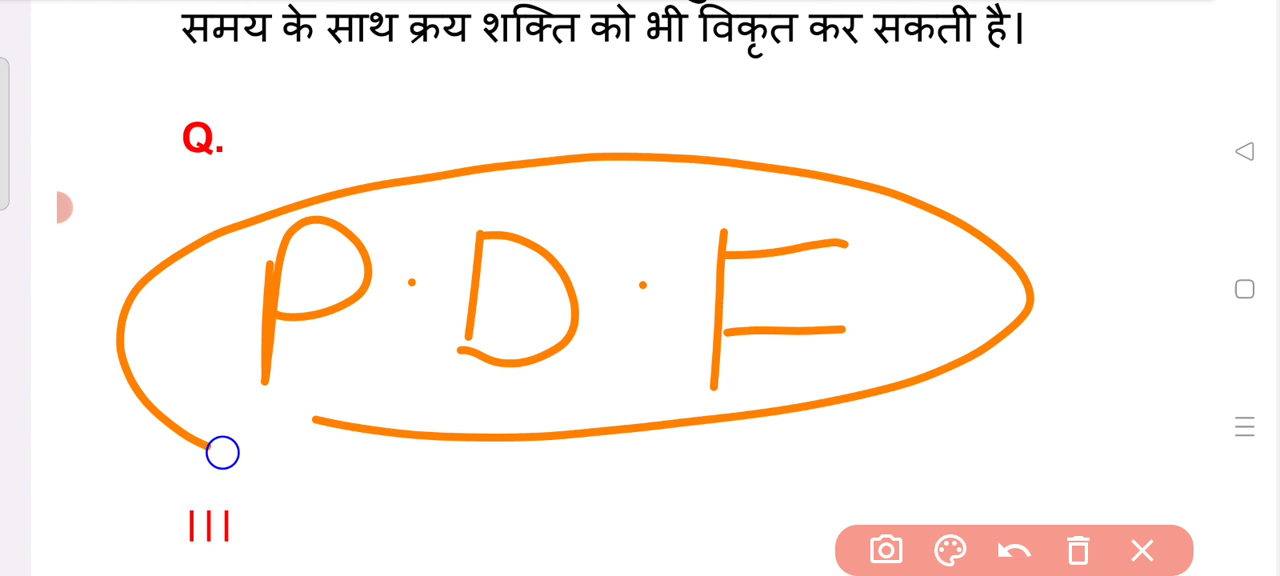 समय के साथ क्रय शक्ति को भी विकृत कर सकती है।
Q.
P.D.F
|||